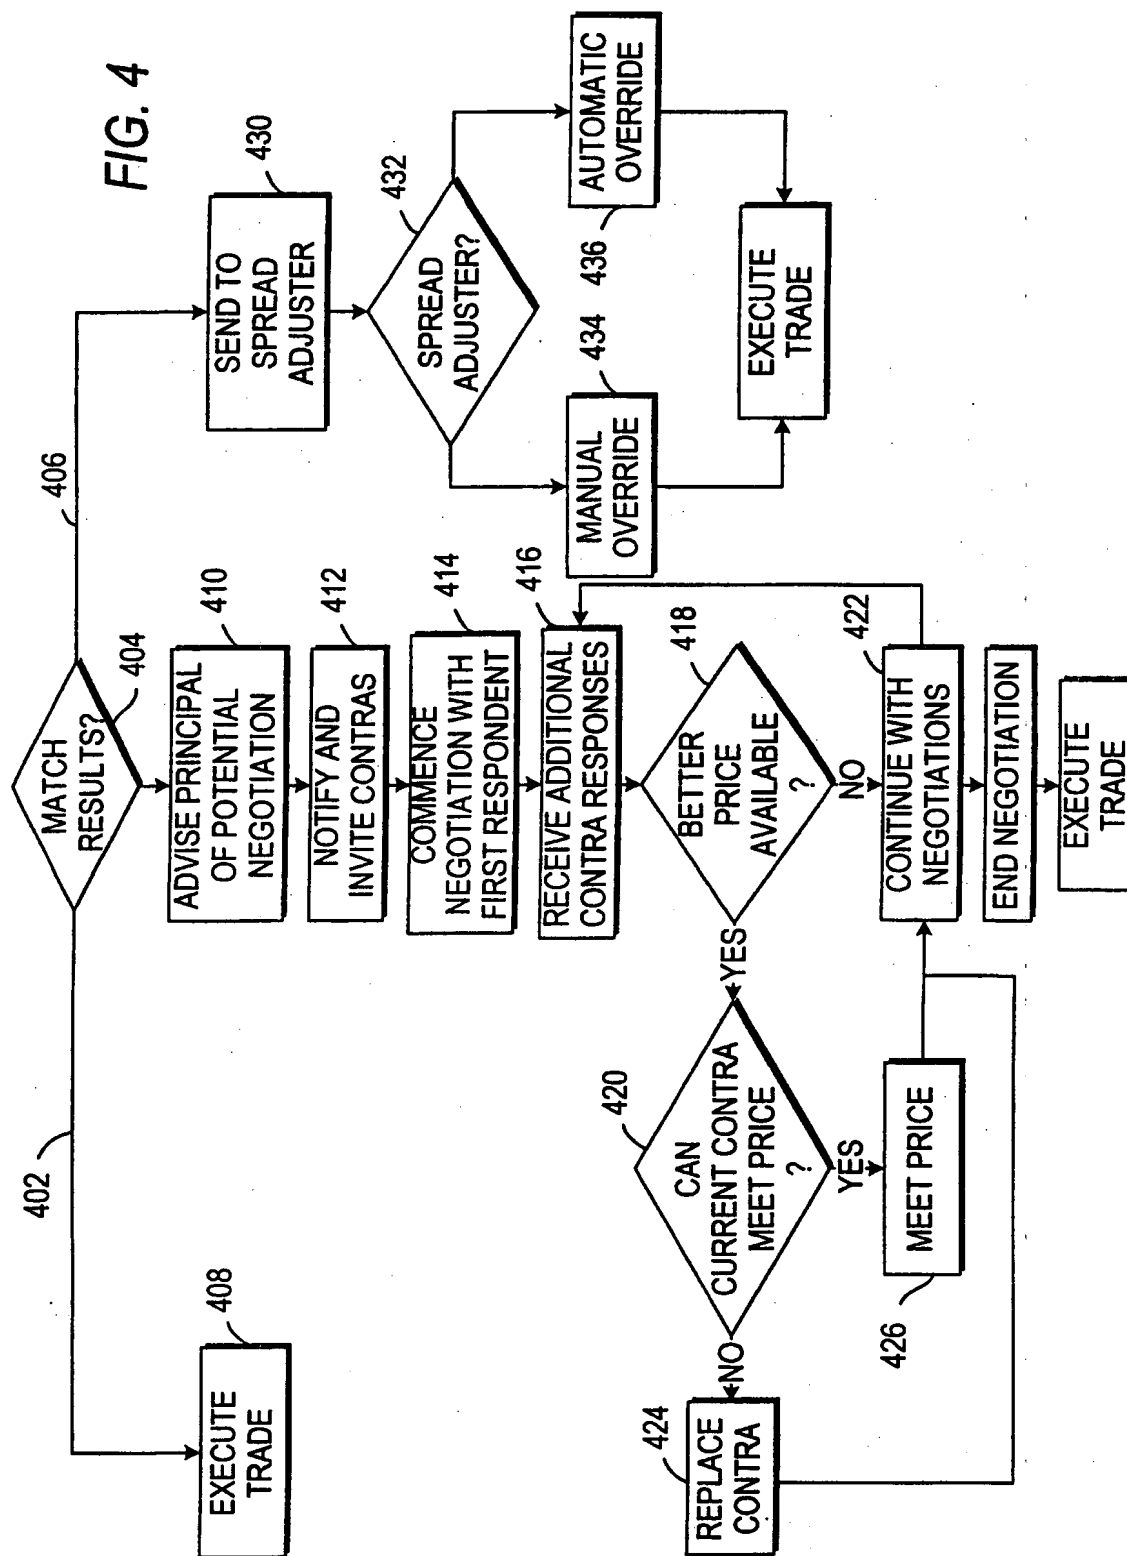 FIG. 4
MATCH
RESULTS?
404
402
406
EXECUTE
TRADE
408
ADVISE PRINCIPAL
OF POTENTIAL
NEGOTIATION
410
NOTIFY AND
INVITE CONTRAS
412
COMMENCE
NEGOTIATION WITH
FIRST RESPONDENT
414
RECEIVE ADDITIONAL
CONTRA RESPONSES
416
BETTER
PRICE
AVAILABLE
?
418
YES
NO
CAN
CURRENT CONTRA
MEET PRICE
?
420
NO
YES
REPLACE
CONTRA
424
MEET PRICE
426
CONTINUE WITH
NEGOTIATIONS
422
END NEGOTIATION
EXECUTE
TRADE
SEND TO
SPREAD
ADJUSTER
430
SPREAD
ADJUSTER?
432
MANUAL
OVERRIDE
434
AUTOMATIC
OVERRIDE
436
EXECUTE
TRADE